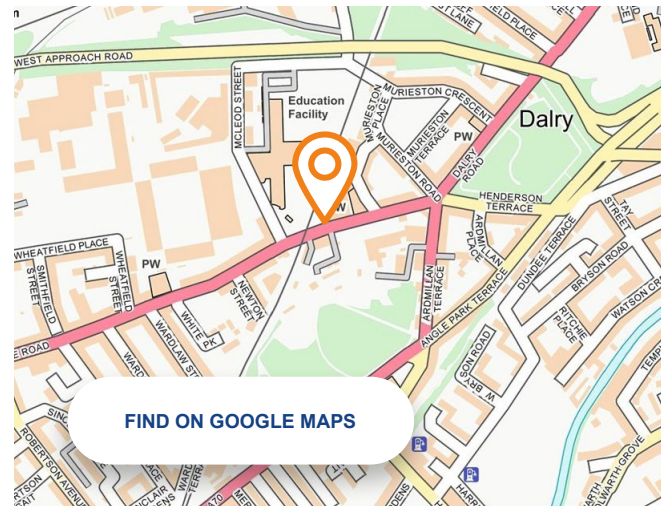 WEST APPROACH ROAD
MCLEOD STREET
Education
Facility
MURIESTON CRESCENT
MURIESTON
PLACE
MURIESTON
TERRACE
MURIESTON ROAD
PW
DALRY
ROAD
Dalry
HENDERSON
TERRACE
ARDMILLAN
PLACE
TAY
STREET
DUNDEE TERRACE
BRYSON ROAD
RITCHIE
PLACE
WATSON CR
ARDMILLAN
TERRACE
ANGLE PARK TERRACE
W. BRYSON ROAD
WHEATFIELD PLACE
SMITHFIELD
STREET
WHEATFIELD
STREET
PW
NEWTON
STREET
WHITE PK
WARDLAW ST
E ROAD
FIND ON GOOGLE MAPS
ROBERTSON AVENUE
A70